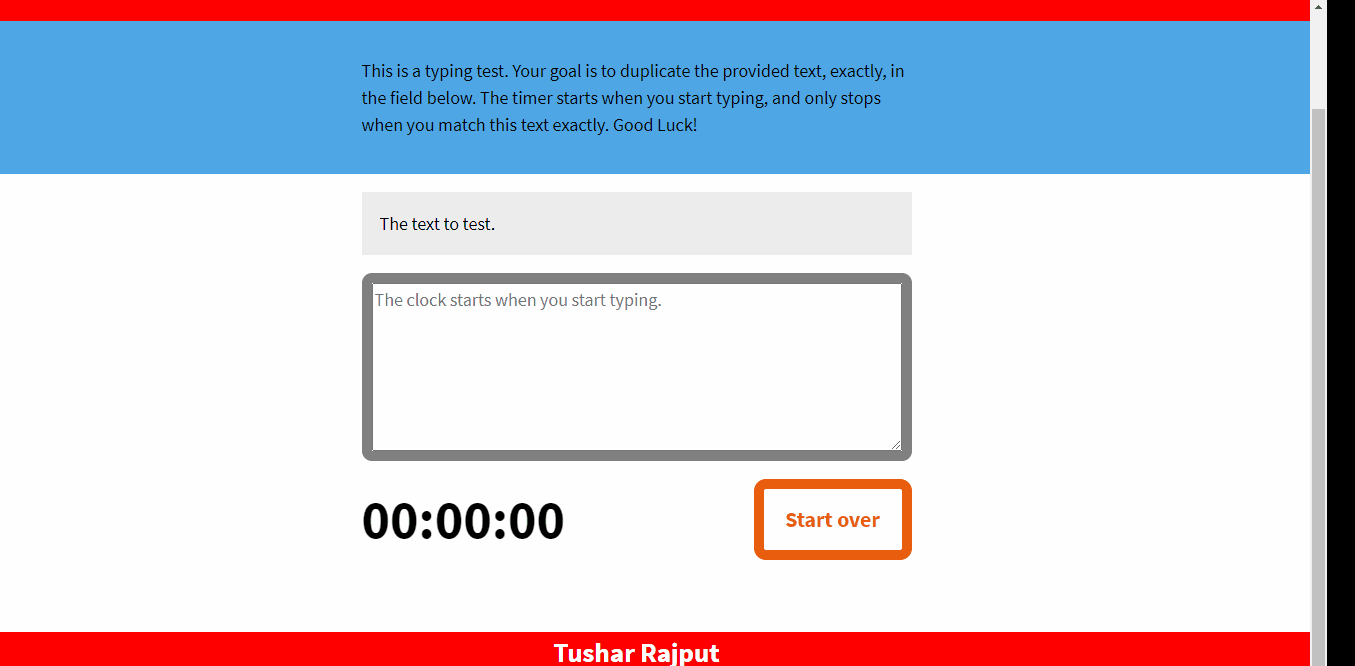 This is a typing test. Your goal is to duplicate the provided text, exactly, in
the field below. The timer starts when you start typing, and only stops
when you match this text exactly. Good Luck!
The text to test.
The clock starts when you start typing.
00:00:00
Start over
Tushar Rajput